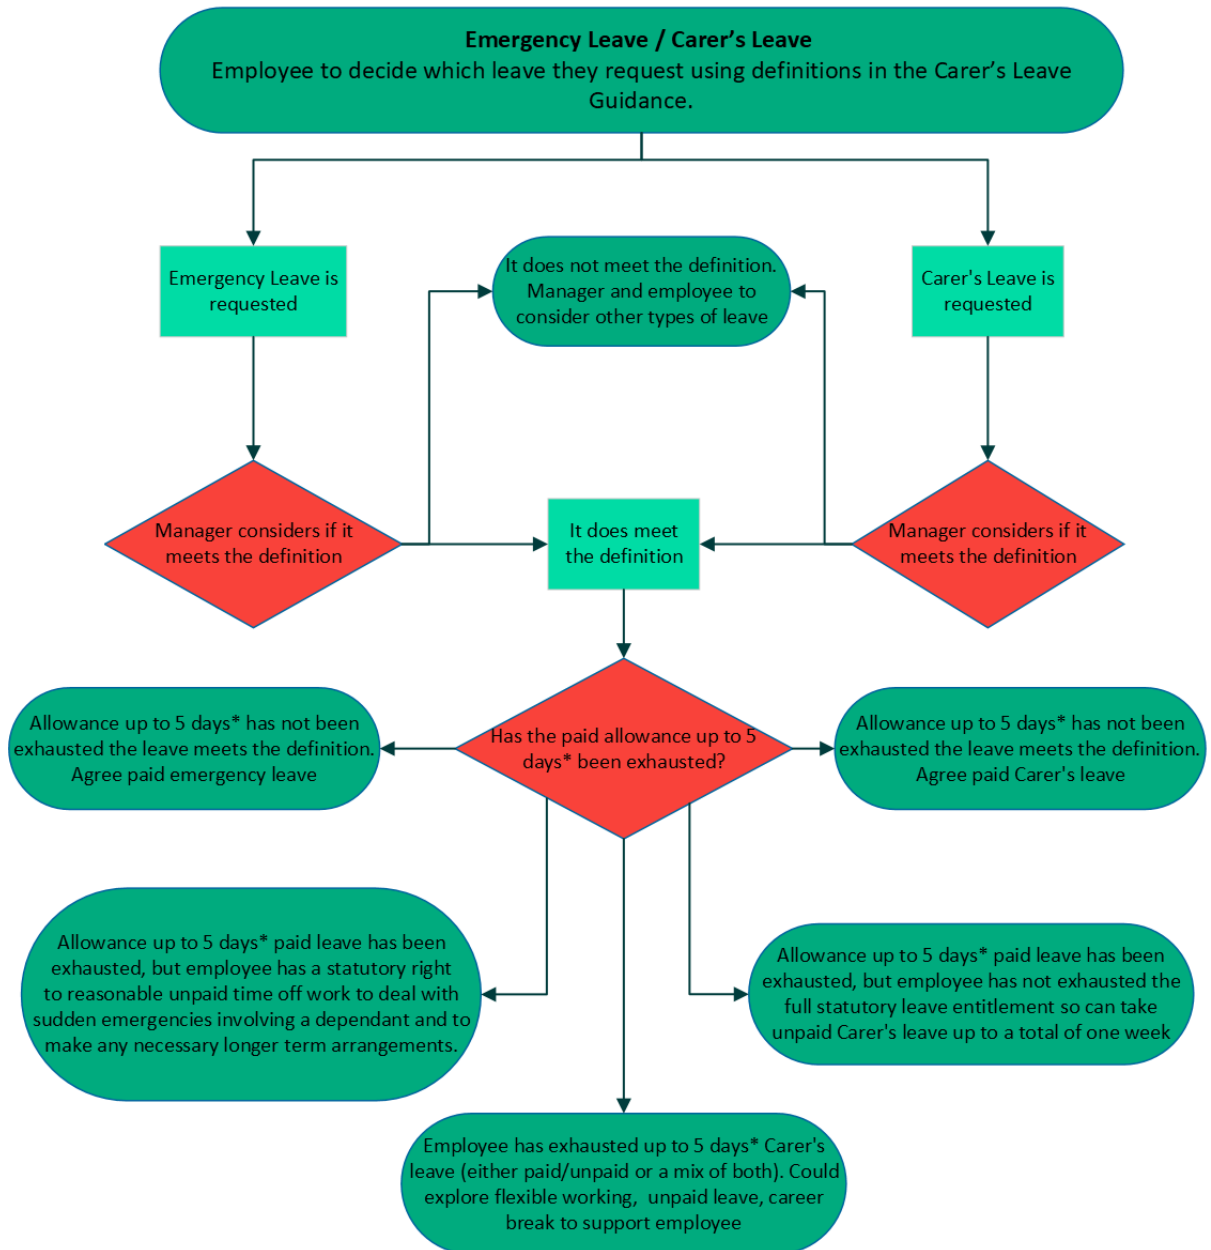 Emergency Leave / Carer’s Leave
Employee to decide which leave they request using definitions in the Carer’s Leave
Guidance.
Emergency Leave is
requested
It does not meet the definition.
Manager and employee to
consider other types of leave
Carer's Leave is
requested
Manager considers if it
meets the definition
It does meet
the definition
Manager considers if it
meets the definition
Allowance up to 5 days* has not been
exhausted the leave meets the definition.
Agree paid emergency leave
Has the paid allowance up to 5
days* been exhausted?
Allowance up to 5 days* has not been
exhausted the leave meets the definition.
Agree paid Carer's leave
Allowance up to 5 days* paid leave has been
exhausted, but employee has a statutory right
to reasonable unpaid time off work to deal with
sudden emergencies involving a dependant and to
make any necessary longer term arrangements.
Allowance up to 5 days* paid leave has been
exhausted, but employee has not exhausted the
full statutory leave entitlement so can take
unpaid Carer's leave up to a total of one week
Employee has exhausted up to 5 days* Carer's
leave (either paid/unpaid or a mix of both). Could
explore flexible working, unpaid leave, career
break to support employee